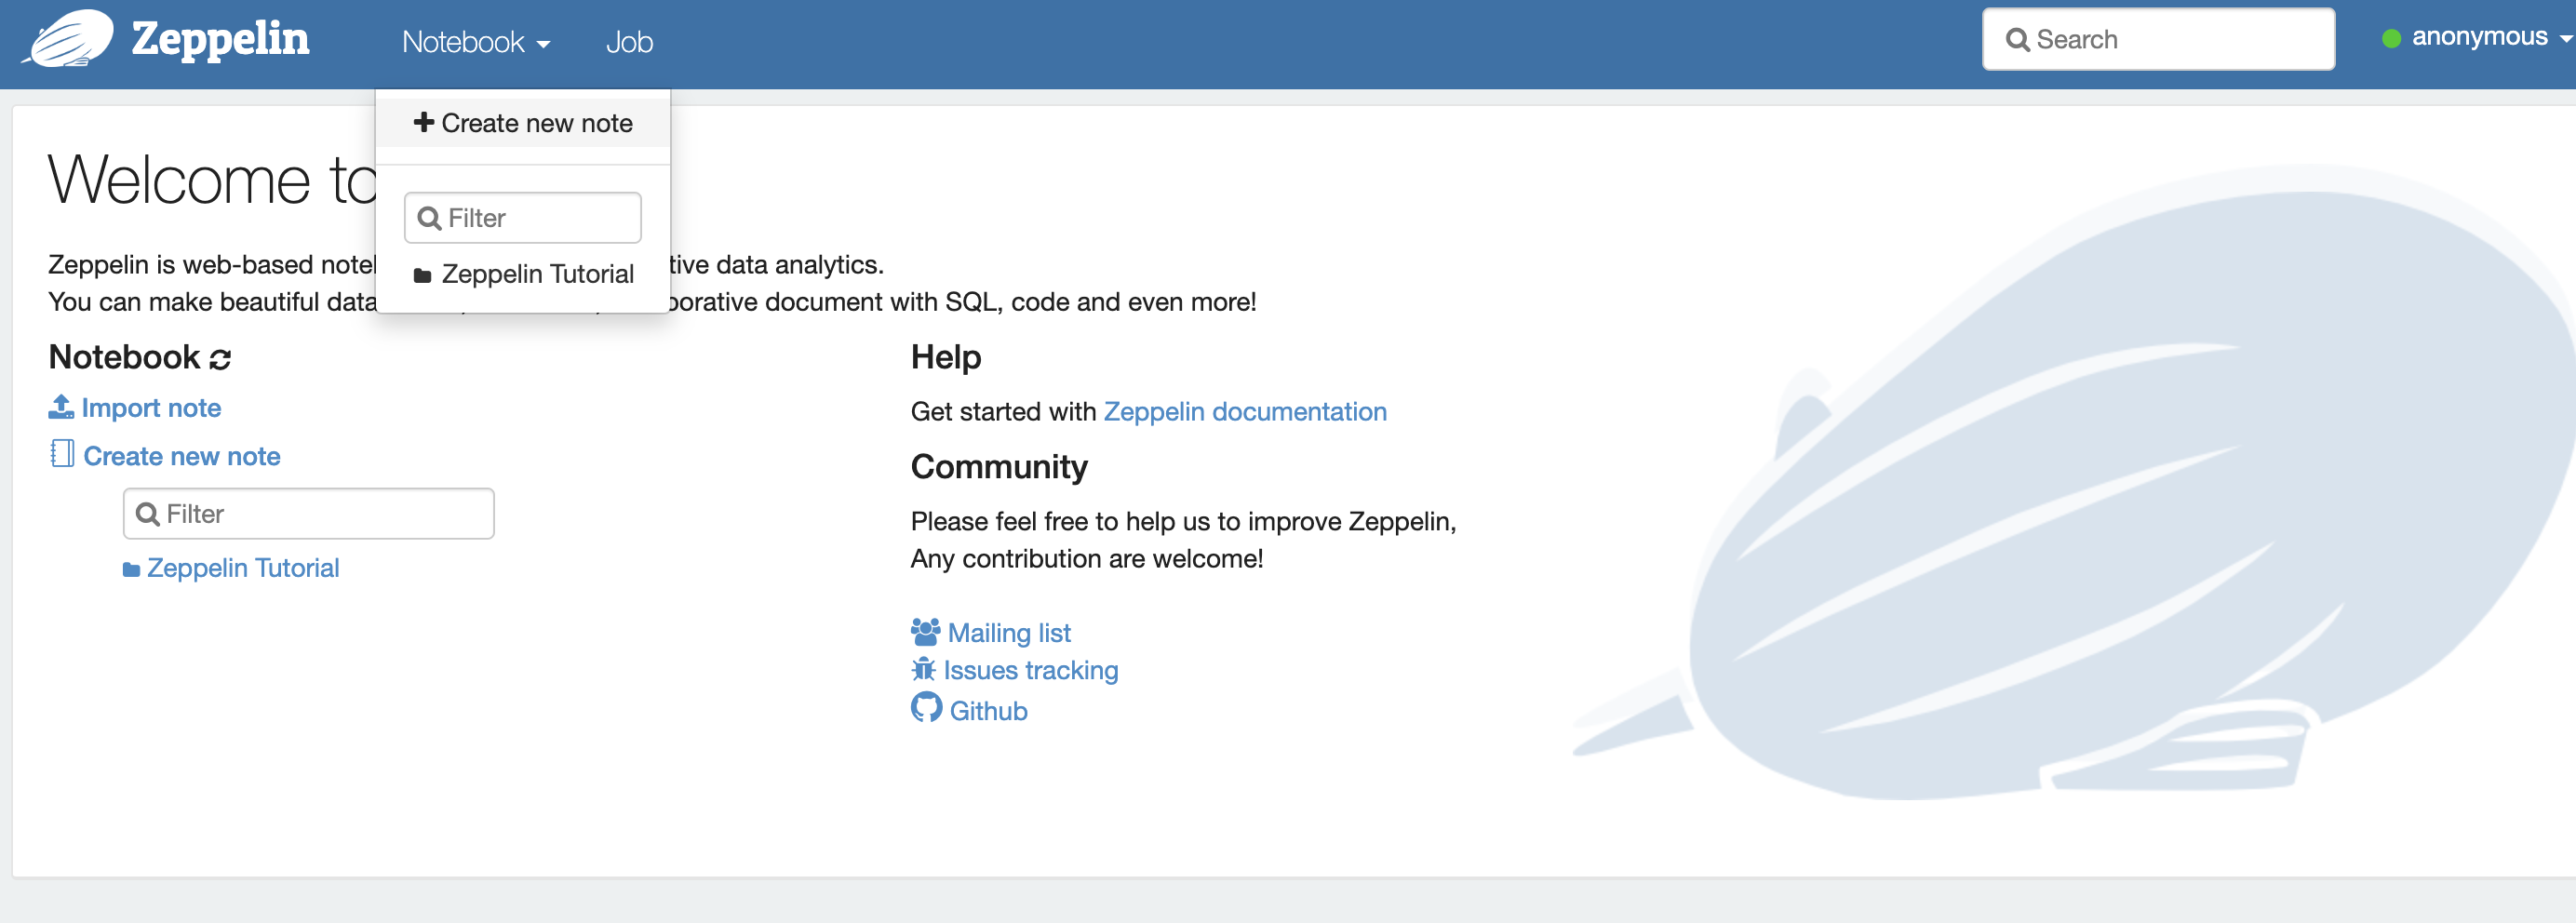 Zeppelin
Notebook
Job
Search
anonymous
Create new note
Filter
Zeppelin Tutorial
Welcome to
Zeppelin is web-based note tive data analytics.
You can make beautiful data orative document with SQL, code and even more!
Notebook
Import note
Create new note
Filter
Zeppelin Tutorial
Help
Get started with Zeppelin documentation
Community
Please feel free to help us to improve Zeppelin,
Any contribution are welcome!
Mailing list
Issues tracking
Github